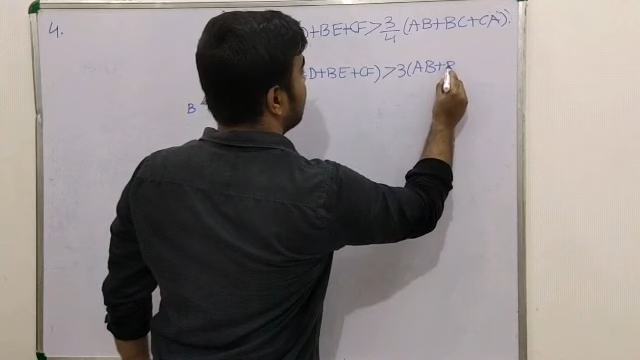 4. D+BE+CF>3/4 (AB+BC+CA).
D+BE+CF) >3(AB+B
B